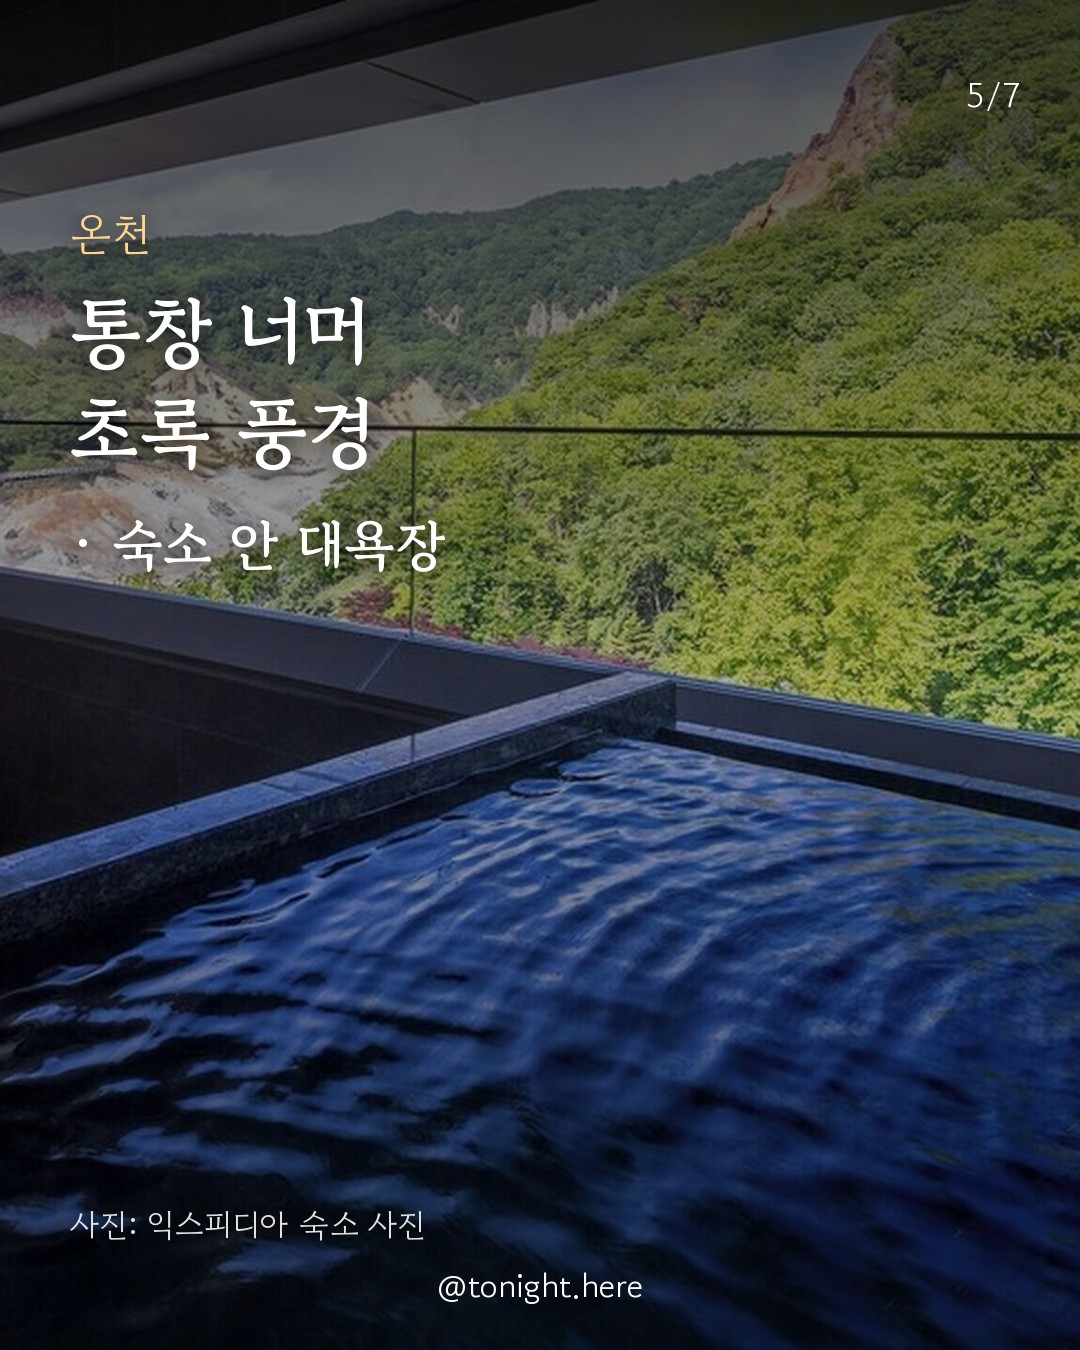 5/7
온천
통창 너머
초록 풍경
· 숙소 안 대욕장
사진: 익스피디아 숙소 사진
@tonight.here